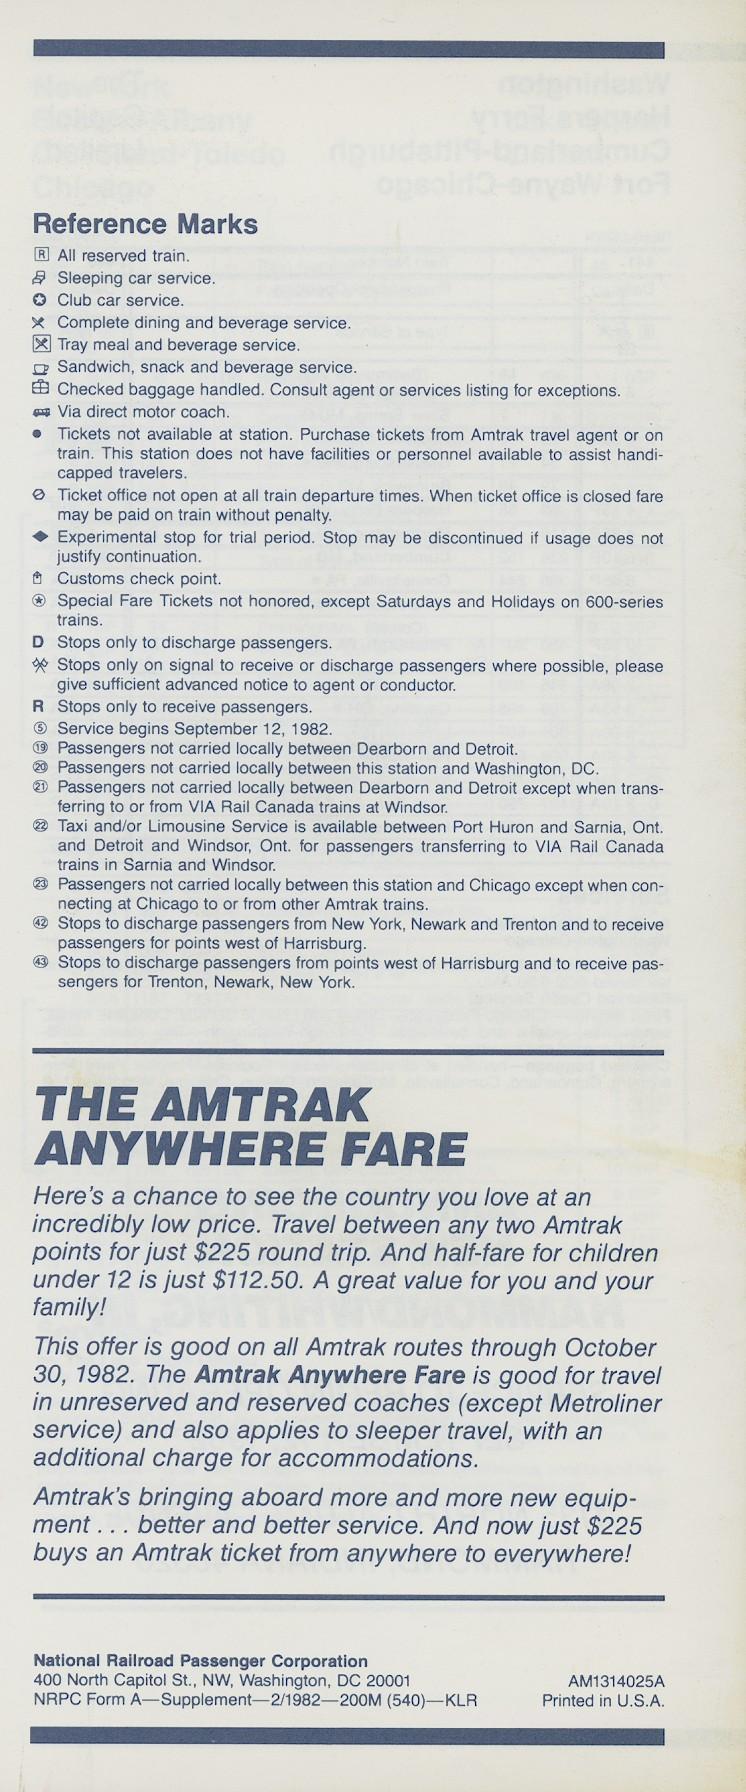 Reference Marks
R All reserved train.
Sleeping car service.
Club car service.
Complete dining and beverage service.
Tray meal and beverage service.
Sandwich, snack and beverage service.
Checked baggage handled. Consult agent or services listing for exceptions.
Via direct motor coach.
● Tickets not available at station. Purchase tickets from Amtrak travel agent or on
train. This station does not have facilities or personnel available to assist handi-
capped travelers.
Ticket office not open at all train departure times. When ticket office is closed fare
may be paid on train without penalty.
◆ Experimental stop for trial period. Stop may be discontinued if usage does not
justify continuation.
Customs check point.
Special Fare Tickets not honored, except Saturdays and Holidays on 600-series
trains.
D Stops only to discharge passengers.
Stops only on signal to receive or discharge passengers where possible, please
give sufficient advanced notice to agent or conductor.
R Stops only to receive passengers.
⑤ Service begins September 12, 1982.
⑲ Passengers not carried locally between Dearborn and Detroit.
⑳ Passengers not carried locally between this station and Washington, DC.
㉑ Passengers not carried locally between Dearborn and Detroit except when trans-
ferring to or from VIA Rail Canada trains at Windsor.
㉒ Taxi and/or Limousine Service is available between Port Huron and Sarnia, Ont.
and Detroit and Windsor, Ont. for passengers transferring to VIA Rail Canada
trains in Sarnia and Windsor.
㉓ Passengers not carried locally between this station and Chicago except when con-
necting at Chicago to or from other Amtrak trains.
㊷ Stops to discharge passengers from New York, Newark and Trenton and to receive
passengers for points west of Harrisburg.
㊸ Stops to discharge passengers from points west of Harrisburg and to receive pas-
sengers for Trenton, Newark, New York.
THE AMTRAK
ANYWHERE FARE
Here's a chance to see the country you love at an
incredibly low price. Travel between any two Amtrak
points for just $225 round trip. And half-fare for children
under 12 is just $112.50. A great value for you and your
family!
This offer is good on all Amtrak routes through October
30, 1982. The Amtrak Anywhere Fare is good for travel
in unreserved and reserved coaches (except Metroliner
service) and also applies to sleeper travel, with an
additional charge for accommodations.
Amtrak's bringing aboard more and more new equip-
ment . . . better and better service. And now just $225
buys an Amtrak ticket from anywhere to everywhere!
National Railroad Passenger Corporation
400 North Capitol St., NW, Washington, DC 20001 AM1314025A
NRPC Form A—Supplement—2/1982—200M (540)—KLR Printed in U.S.A.